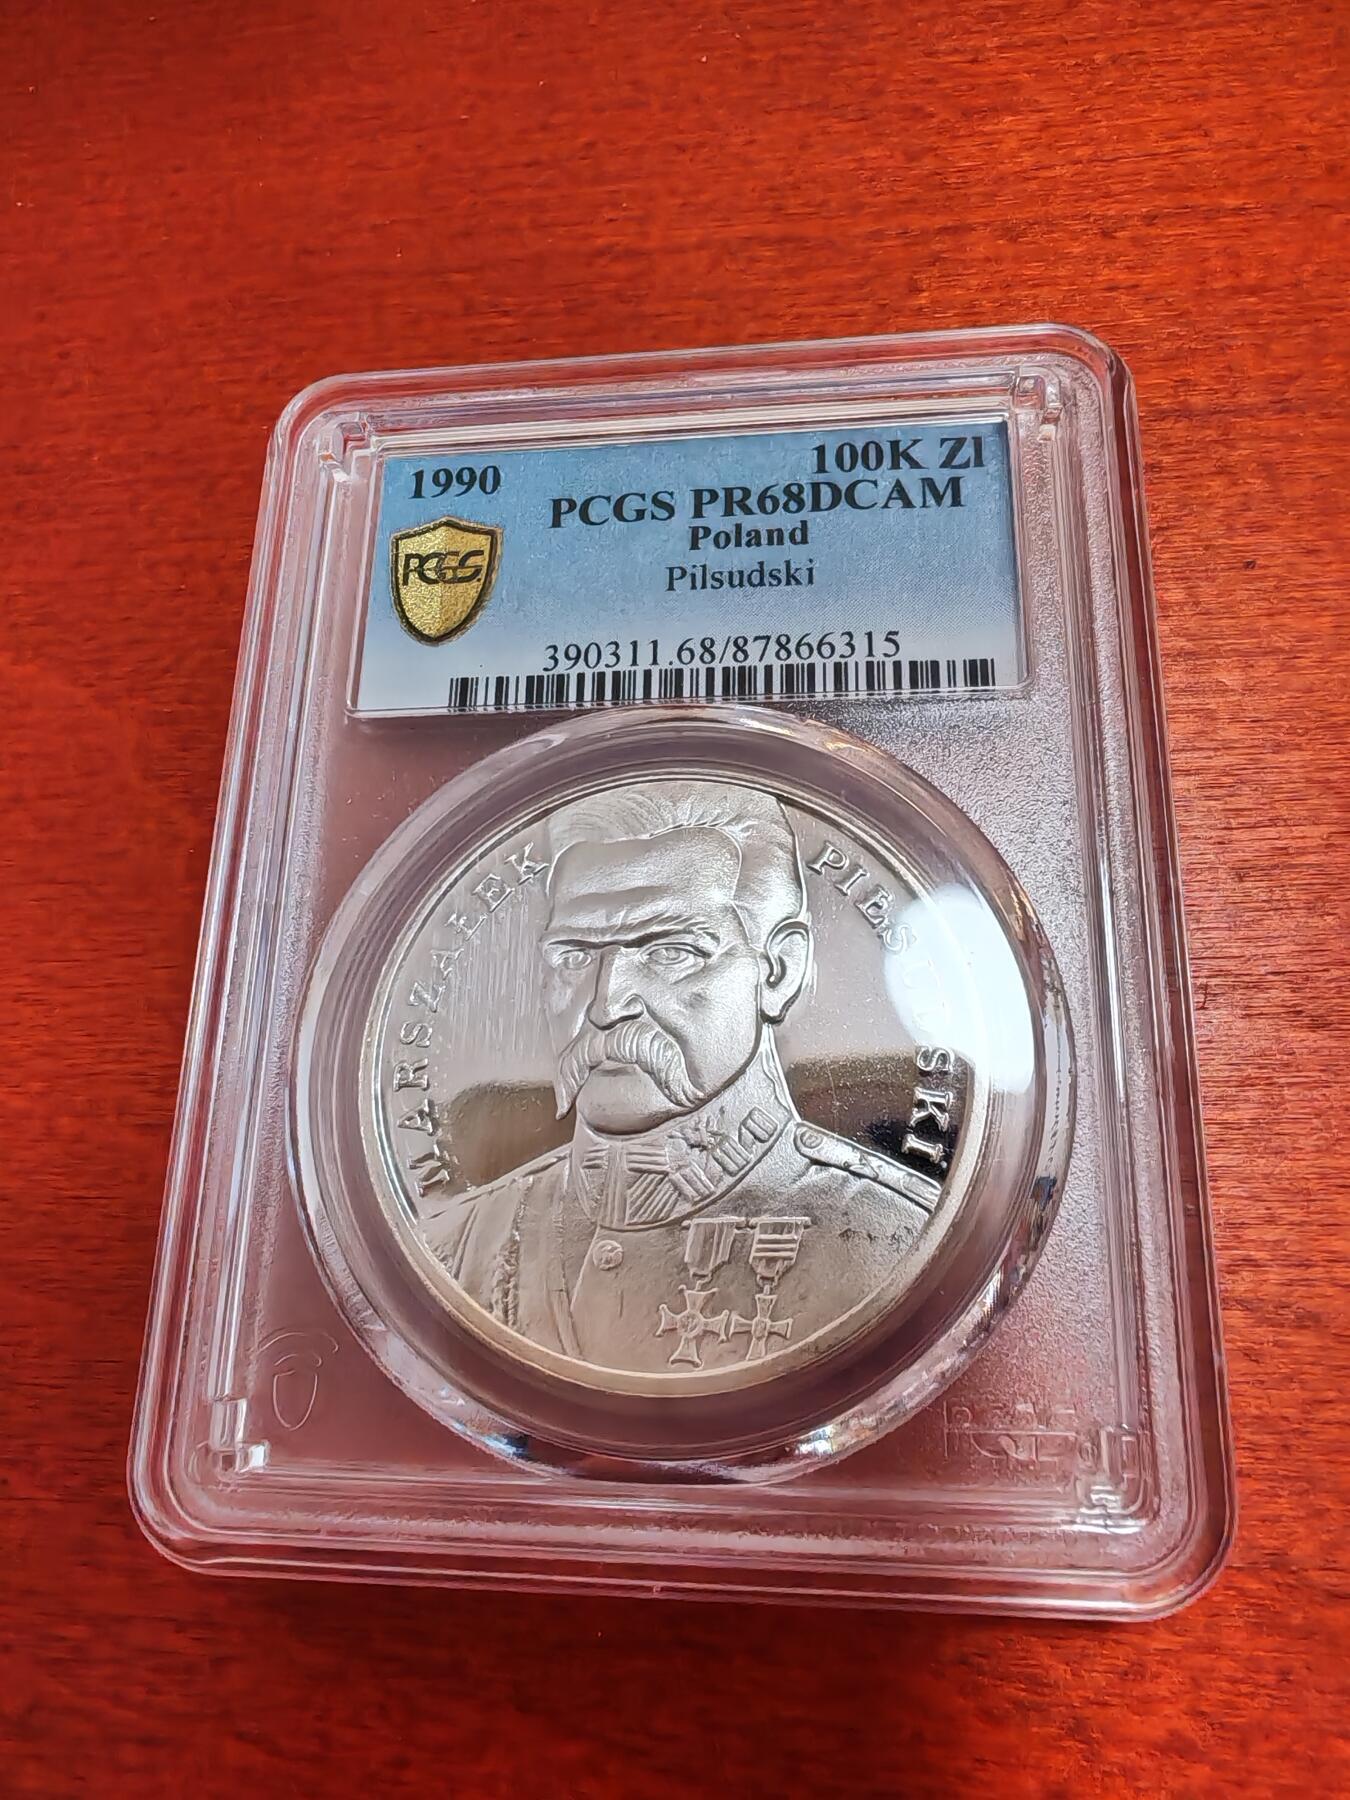 1990
100K Zl
PCGS PR68DCAM
Poland
Pilsudski
PCGS
390311.68/87866315
MARSZAŁEK PIŁSUDSKI